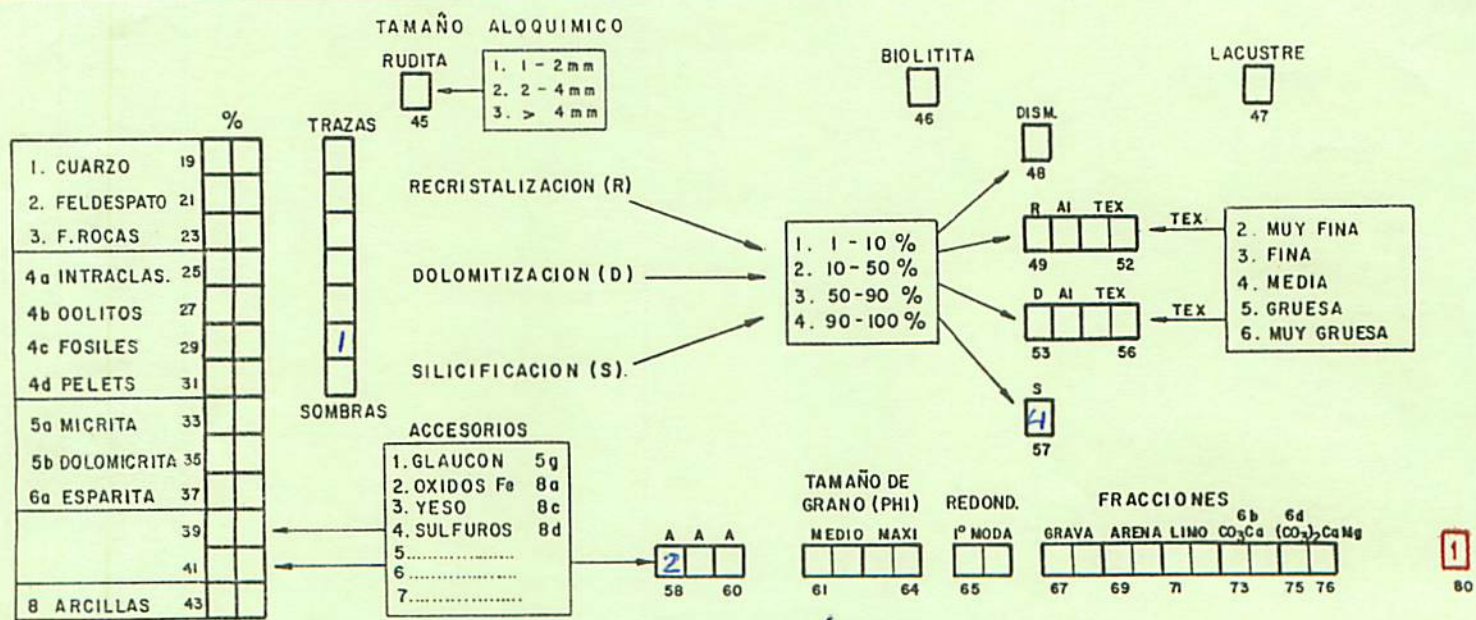 TAMAÑO ALOQUIMICO
RUDITA
1. 1 - 2 mm
2. 2 - 4 mm
3. > 4 mm
45
BIOLITITA
46
LACUSTRE
47
%
1. CUARZO 19
2. FELDESPATO 21
3. F. ROCAS 23
4a INTRACLAS. 25
4b OOLITOS 27
4c FOSILES 29
4d PELETS 31
5a MICRITA 33
5b DOLOMICRITA 35
6a ESPARITA 37
39
41
8 ARCILLAS 43
TRAZAS
1
SOMBRAS
RECRISTALIZACION (R)
DOLOMITIZACION (D)
SILICIFICACION (S).
1. 1 - 10 %
2. 10 - 50 %
3. 50 - 90 %
4. 90 - 100 %
DISM.
48
R AI TEX
49 52
D AI TEX
53 56
S
4
57
TEX
TEX
2. MUY FINA
3. FINA
4. MEDIA
5. GRUESA
6. MUY GRUESA
ACCESORIOS
1. GLAUCON 5g
2. OXIDOS Fe 8a
3. YESO 8c
4. SULFUROS 8d
5..................
6..................
7..................
A A A
2
58 60
TAMAÑO DE
GRANO (PHI)
MEDIO MAXI
61 64
REDOND.
1º MODA
65
FRACCIONES
6b 6d
GRAVA ARENA LIMO CO3Ca (CO3)2CaMg
67 69 71 73 75 76
1
80